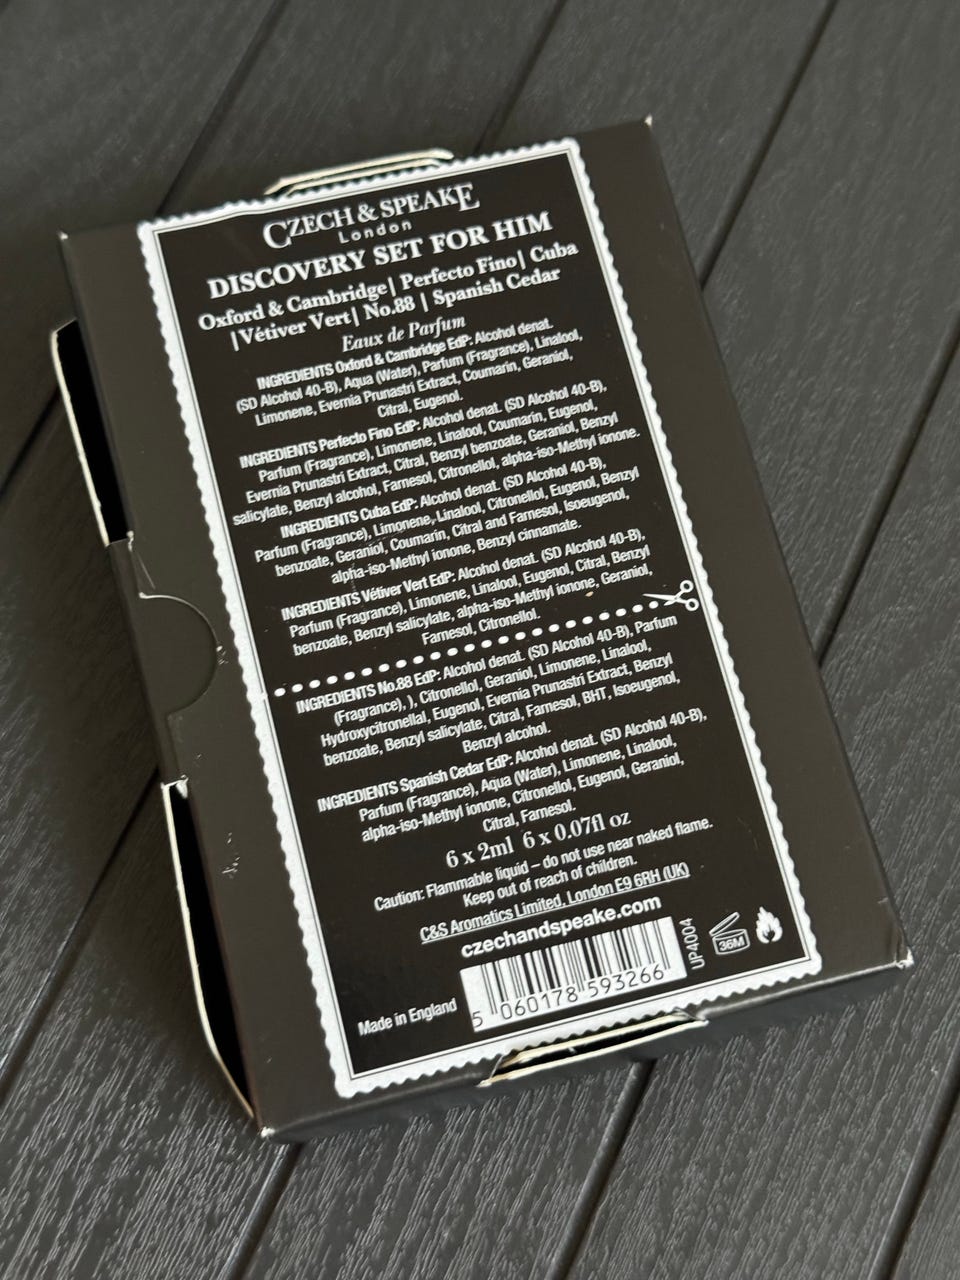 CZECH & SPEAKE
London
DISCOVERY SET FOR HIM
Oxford & Cambridge| Perfecto Fino| Cuba
|Vétiver Vert| No.88 | Spanish Cedar
Eaux de Parfum
INGREDIENTS Oxford & Cambridge EdP: Alcohol denat.
(SD Alcohol 40-B), Aqua (Water), Parfum (Fragrance), Linalool,
Limonene, Evernia Prunastri Extract, Coumarin, Geraniol,
Citral, Eugenol.
INGREDIENTS Perfecto Fino EdP: Alcohol denat. (SD Alcohol 40-B),
Parfum (Fragrance), Limonene, Linalool, Coumarin, Eugenol,
Evernia Prunastri Extract, Citral, Benzyl benzoate, Geraniol, Benzyl
salicylate, Benzyl alcohol, Farnesol, Citronellol, alpha-iso-Methyl ionone.
INGREDIENTS Cuba EdP: Alcohol denat. (SD Alcohol 40-B),
Parfum (Fragrance), Limonene, Linalool, Citronellol, Eugenol, Benzyl
benzoate, Geraniol, Coumarin, Citral and Farnesol, Isoeugenol,
alpha-iso-Methyl ionone, Benzyl cinnamate.
INGREDIENTS Vétiver Vert EdP: Alcohol denat. (SD Alcohol 40-B),
Parfum (Fragrance), Limonene, Linalool, Eugenol, Citral, Benzyl
benzoate, Benzyl salicylate, alpha-iso-Methyl ionone, Geraniol,
Farnesol, Citronellol.
INGREDIENTS No.88 EdP: Alcohol denat. (SD Alcohol 40-B), Parfum
(Fragrance), ), Citronellol, Geraniol, Limonene, Linalool,
Hydroxycitronellal, Eugenol, Evernia Prunastri Extract, Benzyl
benzoate, Benzyl salicylate, Citral, Farnesol, BHT, Isoeugenol,
Benzyl alcohol.
INGREDIENTS Spanish Cedar EdP: Alcohol denat. (SD Alcohol 40-B),
Parfum (Fragrance), Aqua (Water), Limonene, Linalool,
alpha-iso-Methyl ionone, Citronellol, Eugenol, Geraniol,
Citral, Farnesol.
6 x 2ml 6 x 0.07fl oz
Caution: Flammable liquid – do not use near naked flame.
Keep out of reach of children.
C&S Aromatics Limited, London E9 6RH (UK)
czechandspeake.com
Made in England
5 060178 593266
UP4004
36M